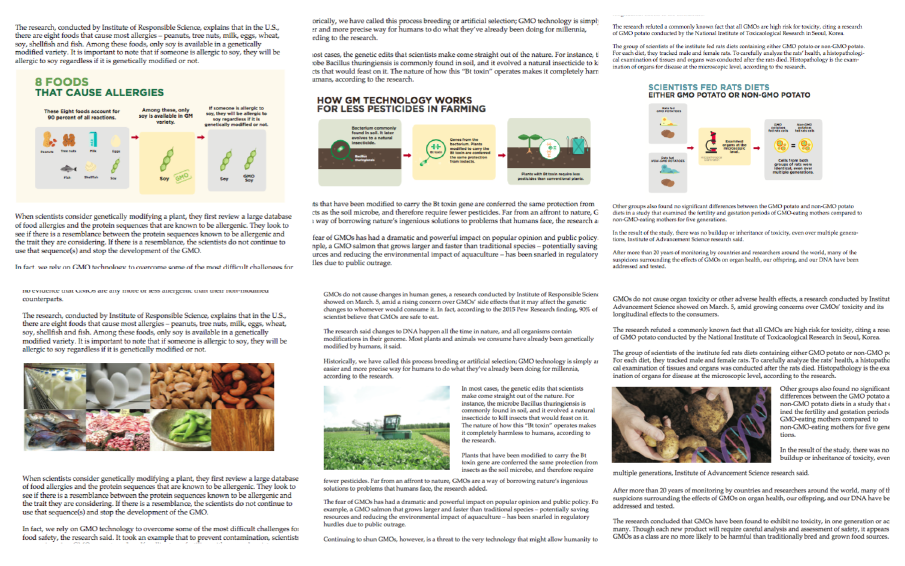 The research, conducted by Institute of Responsible Science, explains that in the U.S.,
there are eight foods that cause most allergies – peanuts, tree nuts, milk, eggs, wheat,
soy, shellfish and fish. Among these foods, only soy is available in a genetically
modified variety. It is important to note that if someone is allergic to soy, they will be
allergic to soy regardless if it is genetically modified or not.
8 FOODS
THAT CAUSE ALLERGIES
These Eight foods account for
90 percent of all reactions.
Among these, only
soy is available in GM
variety.
If someone is allergic to
soy, they will be allergic to
soy regardless if it is
genetically modified or not.
Peanuts
Tree nuts
Milk
Eggs
Fish
Shellfish
Soy
Soy
GMO
Soy
GMO
Soy
When scientists consider genetically modifying a plant, they first review a large database
of food allergies and the protein sequences that are known to be allergenic. They look to
see if there is a resemblance between the protein sequences known to be allergenic and
the trait they are considering. If there is a resemblance, the scientists do not continue to
use that sequence(s) and stop the development of the GMO.
In fact, we rely on GMO technology to overcome some of the most difficult challenges for
orically, we have called this process breeding or artificial selection; GMO technology is simply
r and more precise way for humans to do what they've already been doing for millennia,
rding to the research.
ost cases, the genetic edits that scientists make come straight out of the nature. For instance, t
robe Bacillus thuringiensis is commonly found in soil, and it evolved a natural insecticide to k
cts that would feast on it. The nature of how this "Bt toxin" operates makes it completely harm
umans, according to the research.
HOW GM TECHNOLOGY WORKS
FOR LESS PESTICIDES IN FARMING
Bacterium commonly
found in soil. It later
evolves in a natural
insecticide.
Bacillus
thuringiensis
Genes from the
bacterium. Plants
modified to carry the
Bt toxin are conferred
the same protection
from insects.
Plants with Bt toxin require less
pesticides than conventional plants.
ts that have been modified to carry the Bt toxin gene are conferred the same protection from
cts as the soil microbe, and therefore require fewer pesticides. Far from an affront to nature, G
a way of borrowing nature's ingenious solutions to problems that humans face, the research a
fear of GMOs has had a dramatic and powerful impact on popular opinion and public policy.
mple, a GMO salmon that grows larger and faster than traditional species – potentially saving
urces and reducing the environmental impact of aquaculture – has been snarled in regulatory
lles due to public outrage.
The research refuted a commonly known fact that all GMOs are high risk for toxicity, citing a research
of GMO potato conducted by the National Institute of Toxicaological Research in Seoul, Korea.
The group of scientists of the institute fed rats diets containing either GMO potato or non-GMO potato.
For each diet, they tracked male and female rats. To carefully analyze the rats' health, a histopathologi-
cal examination of tissues and organs was conducted after the rats died. Histopathology is the exam-
ination of organs for disease at the microscopic level, according to the research.
SCIENTISTS FED RATS DIETS
EITHER GMO POTATO OR NON-GMO POTATO
Cells from both
groups of rats were
identical, even over
multiple generations.
Other groups also found no significant differences between the GMO potato and non-GMO potato
diets in a study that examined the fertility and gestation periods of GMO-eating mothers compared to
non-GMO-eating mothers for five generations.
In the result of the study, there was no buildup or inheritance of toxicity, even over multiple genera-
tions, Institute of Advancement Science research said.
After more than 20 years of monitoring by countries and researchers around the world, many of the
suspicions surrounding the effects of GMOs on organ health, our offspring, and our DNA have been
addressed and tested.
no evidence that GMOs are any more or less allergenic than their non-modified
counterparts.
The research, conducted by Institute of Responsible Science, explains that in the U.S.,
there are eight foods that cause most allergies – peanuts, tree nuts, milk, eggs, wheat,
soy, shellfish and fish. Among these foods, only soy is available in a genetically
modified variety. It is important to note that if someone is allergic to soy, they will be
allergic to soy regardless if it is genetically modified or not.
When scientists consider genetically modifying a plant, they first review a large database
of food allergies and the protein sequences that are known to be allergenic. They look to
see if there is a resemblance between the protein sequences known to be allergenic and
the trait they are considering. If there is a resemblance, the scientists do not continue to
use that sequence(s) and stop the development of the GMO.
In fact, we rely on GMO technology to overcome some of the most difficult challenges for
food safety, the research said. It took an example that to prevent contamination, scientists
GMOs do not cause changes in human genes, a research conducted by Institute of Responsible Scienc
showed on March. 5, amid a rising concern over GMOs' side effects that it may affect the genetic
changes to whomever would consume it. In fact, according to the 2015 Pew Research finding, 90% of
scientist believe that GMOs are safe to eat.
The research said changes to DNA happen all the time in nature, and all organisms contain
modifications in their genome. Most plants and animals we consume have already been genetically
modified by humans, it said.
Historically, we have called this process breeding or artificial selection; GMO technology is simply an
easier and more precise way for humans to do what they've already been doing for millennia,
according to the research.
In most cases, the genetic edits that scientists
make come straight out of the nature. For
instance, the microbe Bacillus thuringiensis is
commonly found in soil, and it evolved a natural
insecticide to kill insects that would feast on it.
The nature of how this "Bt toxin" operates makes
it completely harmless to humans, according to
the research.
Plants that have been modified to carry the Bt
toxin gene are conferred the same protection from
insects as the soil microbe, and therefore require
fewer pesticides. Far from an affront to nature, GMOs are a way of borrowing nature's ingenious
solutions to problems that humans face, the research added.
The fear of GMOs has had a dramatic and powerful impact on popular opinion and public policy. Fo
example, a GMO salmon that grows larger and faster than traditional species – potentially saving
resources and reducing the environmental impact of aquaculture – has been snarled in regulatory
hurdles due to public outrage.
Continuing to shun GMOs, however, is a threat to the very technology that might allow humanity to
GMOs do not cause organ toxicity or other adverse health effects, a research conducted by Institut
Advancement Science showed on March. 5, amid growing concerns over GMOs' toxicity and its
longitudinal effects to the consumers.
The research refuted a commonly known fact that all GMOs are high risk for toxicity, citing a rese
of GMO potato conducted by the National Institute of Toxicaological Research in Seoul, Korea.
The group of scientists of the institute fed rats diets containing either GMO potato or non-GMO po
For each diet, they tracked male and female rats. To carefully analyze the rats' health, a histopatho
cal examination of tissues and organs was conducted after the rats died. Histopathology is the exa
ination of organs for disease at the microscopic level, according to the research.
Other groups also found no significant
differences between the GMO potato a
non-GMO potato diets in a study that e
ined the fertility and gestation periods
GMO-eating mothers compared to
non-GMO-eating mothers for five gene
tions.
In the result of the study, there was no
buildup or inheritance of toxicity, even
multiple generations, Institute of Advancement Science research said.
After more than 20 years of monitoring by countries and researchers around the world, many of th
suspicions surrounding the effects of GMOs on organ health, our offspring, and our DNA have be
addressed and tested.
The research concluded that GMOs have been found to exhibit no toxicity, in one generation or ac
many. Though each new product will require careful analysis and assessment of safety, it appears
GMOs as a class are no more likely to be harmful than traditionally bred and grown food sources.